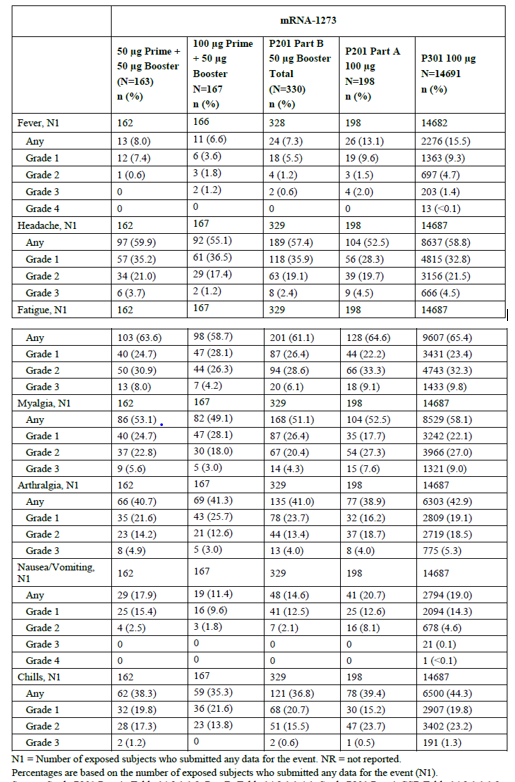 mRNA-1273
50 µg Prime + 50 µg Booster (N=163) n (%) 100 µg Prime + 50 µg Booster N=167 n (%) P201 Part B 50 µg Booster Total (N=330) n (%) P201 Part A 100 µg N=198 n (%) P301 100 µg N=14691 n (%)
Fever, N1 162 166 328 198 14682
Any 13 (8.0) 11 (6.6) 24 (7.3) 26 (13.1) 2276 (15.5)
Grade 1 12 (7.4) 6 (3.6) 18 (5.5) 19 (9.6) 1363 (9.3)
Grade 2 1 (0.6) 3 (1.8) 4 (1.2) 3 (1.5) 697 (4.7)
Grade 3 0 2 (1.2) 2 (0.6) 4 (2.0) 203 (1.4)
Grade 4 0 0 0 0 13 (<0.1)
Headache, N1 162 167 329 198 14687
Any 97 (59.9) 92 (55.1) 189 (57.4) 104 (52.5) 8637 (58.8)
Grade 1 57 (35.2) 61 (36.5) 118 (35.9) 56 (28.3) 4815 (32.8)
Grade 2 34 (21.0) 29 (17.4) 63 (19.1) 39 (19.7) 3156 (21.5)
Grade 3 6 (3.7) 2 (1.2) 8 (2.4) 9 (4.5) 666 (4.5)
Fatigue, N1 162 167 329 198 14687
Any 103 (63.6) 98 (58.7) 201 (61.1) 128 (64.6) 9607 (65.4)
Grade 1 40 (24.7) 47 (28.1) 87 (26.4) 44 (22.2) 3431 (23.4)
Grade 2 50 (30.9) 44 (26.3) 94 (28.6) 66 (33.3) 4743 (32.3)
Grade 3 13 (8.0) 7 (4.2) 20 (6.1) 18 (9.1) 1433 (9.8)
Myalgia, N1 162 167 329 198 14687
Any 86 (53.1) 82 (49.1) 168 (51.1) 104 (52.5) 8529 (58.1)
Grade 1 40 (24.7) 47 (28.1) 87 (26.4) 35 (17.7) 3242 (22.1)
Grade 2 37 (22.8) 30 (18.0) 67 (20.4) 54 (27.3) 3966 (27.0)
Grade 3 9 (5.6) 5 (3.0) 14 (4.3) 15 (7.6) 1321 (9.0)
Arthralgia, N1 162 167 329 198 14687
Any 66 (40.7) 69 (41.3) 135 (41.0) 77 (38.9) 6303 (42.9)
Grade 1 35 (21.6) 43 (25.7) 78 (23.7) 32 (16.2) 2809 (19.1)
Grade 2 23 (14.2) 21 (12.6) 44 (13.4) 37 (18.7) 2719 (18.5)
Grade 3 8 (4.9) 5 (3.0) 13 (4.0) 8 (4.0) 775 (5.3)
Nausea/Vomiting, N1 162 167 329 198 14687
Any 29 (17.9) 19 (11.4) 48 (14.6) 41 (20.7) 2794 (19.0)
Grade 1 25 (15.4) 16 (9.6) 41 (12.5) 25 (12.6) 2094 (14.3)
Grade 2 4 (2.5) 3 (1.8) 7 (2.1) 16 (8.1) 678 (4.6)
Grade 3 0 0 0 0 21 (0.1)
Grade 4 0 0 0 0 1 (<0.1)
Chills, N1 162 167 329 198 14687
Any 62 (38.3) 59 (35.3) 121 (36.8) 78 (39.4) 6500 (44.3)
Grade 1 32 (19.8) 36 (21.6) 68 (20.7) 30 (15.2) 2907 (19.8)
Grade 2 28 (17.3) 23 (13.8) 51 (15.5) 47 (23.7) 3402 (23.2)
Grade 3 2 (1.2) 0 2 (0.6) 1 (0.5) 191 (1.3)
N1 = Number of exposed subjects who submitted any data for the event. NR = not reported.
Percentages are based on the number of exposed subjects who submitted any data for the event (N1).